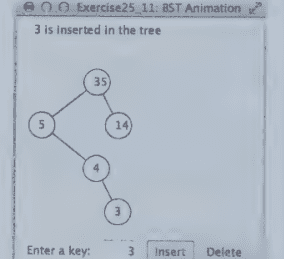 Exercise25_11: BST Animation
3 is inserted in the tree
35
5 14
4
3
Enter a key: 3 Insert Delete